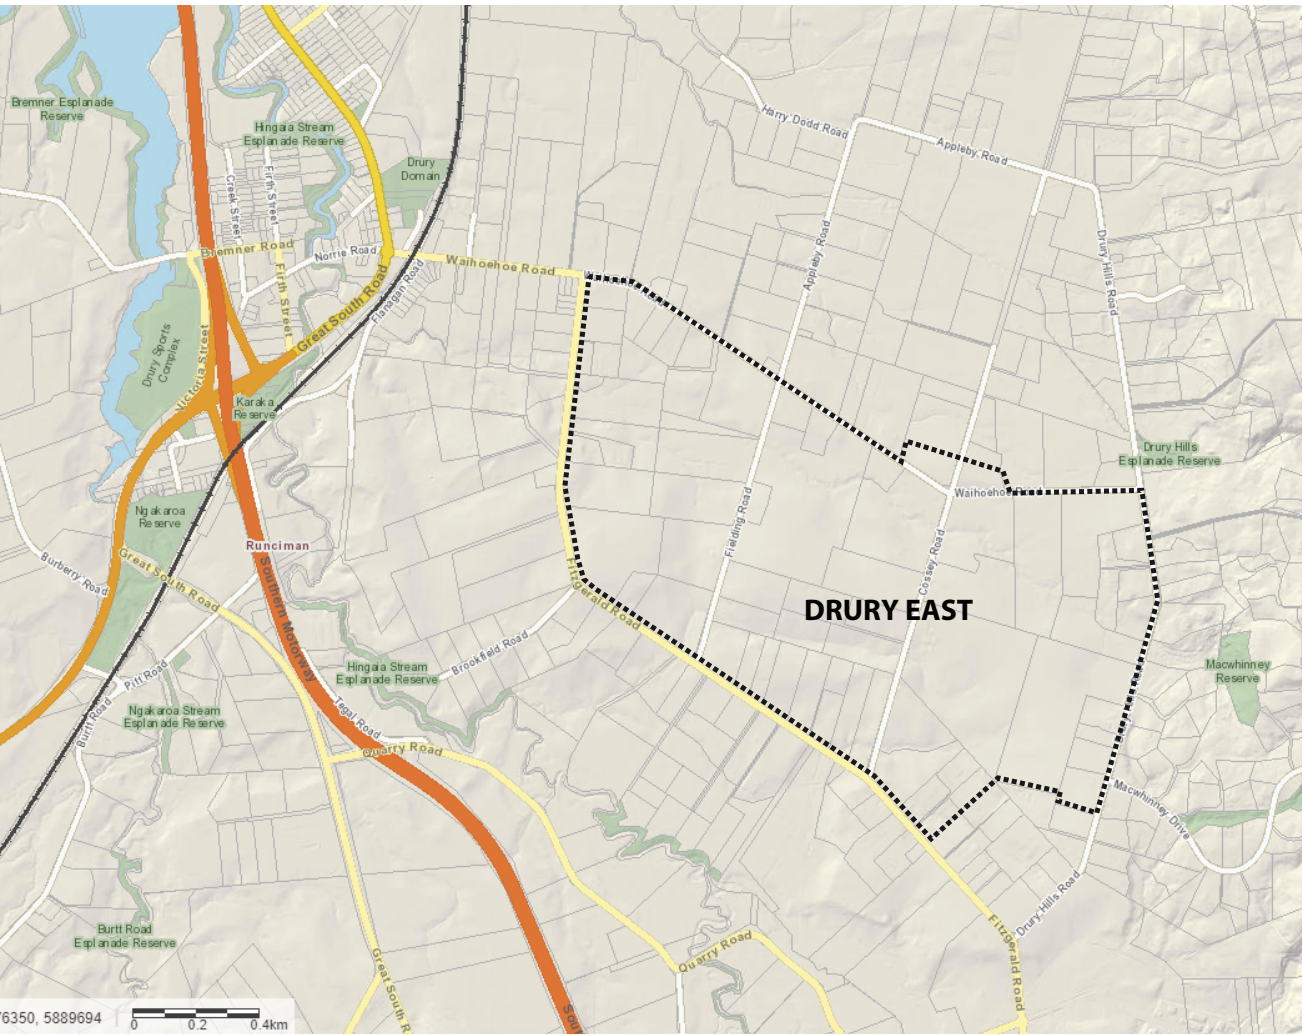 Bremner Esplanade
Reserve
Hingaia Stream
Esplanade Reserve
Drury
Domain
Harry Dodd Road
Appleby Road
Creek Street
Firth Street
Appleby Road
Drury Hills Road
Bremner Road
Norrie Road
Waihoehoe Road
Firth Street
Flanagan Road
Great South Road
Drury Sports
Complex
Victoria Street
Karaka
Reserve
Drury Hills
Esplanade Reserve
Waihoehoe Road
Ngakaroa
Reserve
Fielding Road
Runciman
Cossey Road
Burberry Road
Great South Road
Southern Motorway
Fitzgerald Road
DRURY EAST
Brookfield Road
Hingaia Stream
Esplanade Reserve
Macwhinney
Reserve
Pitt Road
Burtt Road
Ngakaroa Stream
Esplanade Reserve
Tegal Road
Quarry Road
Macwhinney Drive
Drury Hills Road
Burtt Road
Esplanade Reserve
Quarry Road
Fitzgerald Road
Great South R
Sou
76350, 5889694
0 0.2 0.4km